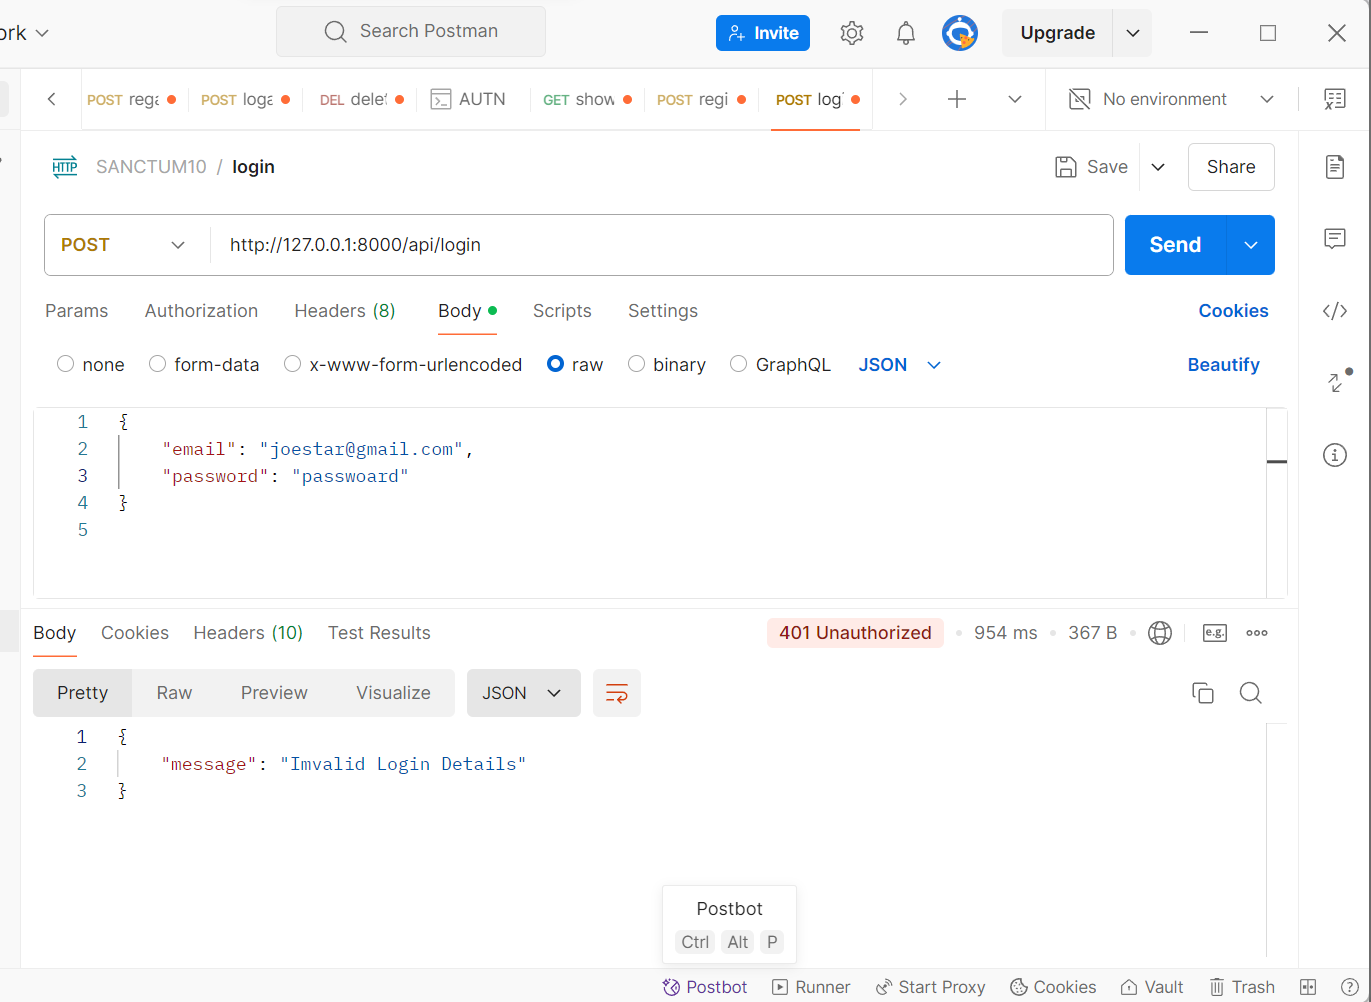 ork
Search Postman
Invite
Upgrade
POST rega
POST loga
DEL delet
AUTN
GET show
POST regi
POST logi
No environment
HTTP SANCTUM10 / login
Save
Share
POST
http://127.0.0.1:8000/api/login
Send
Params Authorization Headers (8) Body Scripts Settings Cookies
none form-data x-www-form-urlencoded raw binary GraphQL JSON Beautify
1 {
2 "email": "joestar@gmail.com",
3 "password": "passwoard"
4 }
5
Body Cookies Headers (10) Test Results 401 Unauthorized 954 ms 367 B e.g.
Pretty Raw Preview Visualize JSON
1 {
2 "message": "Imvalid Login Details"
3 }
Postbot
Ctrl Alt P
Postbot Runner Start Proxy Cookies Vault Trash